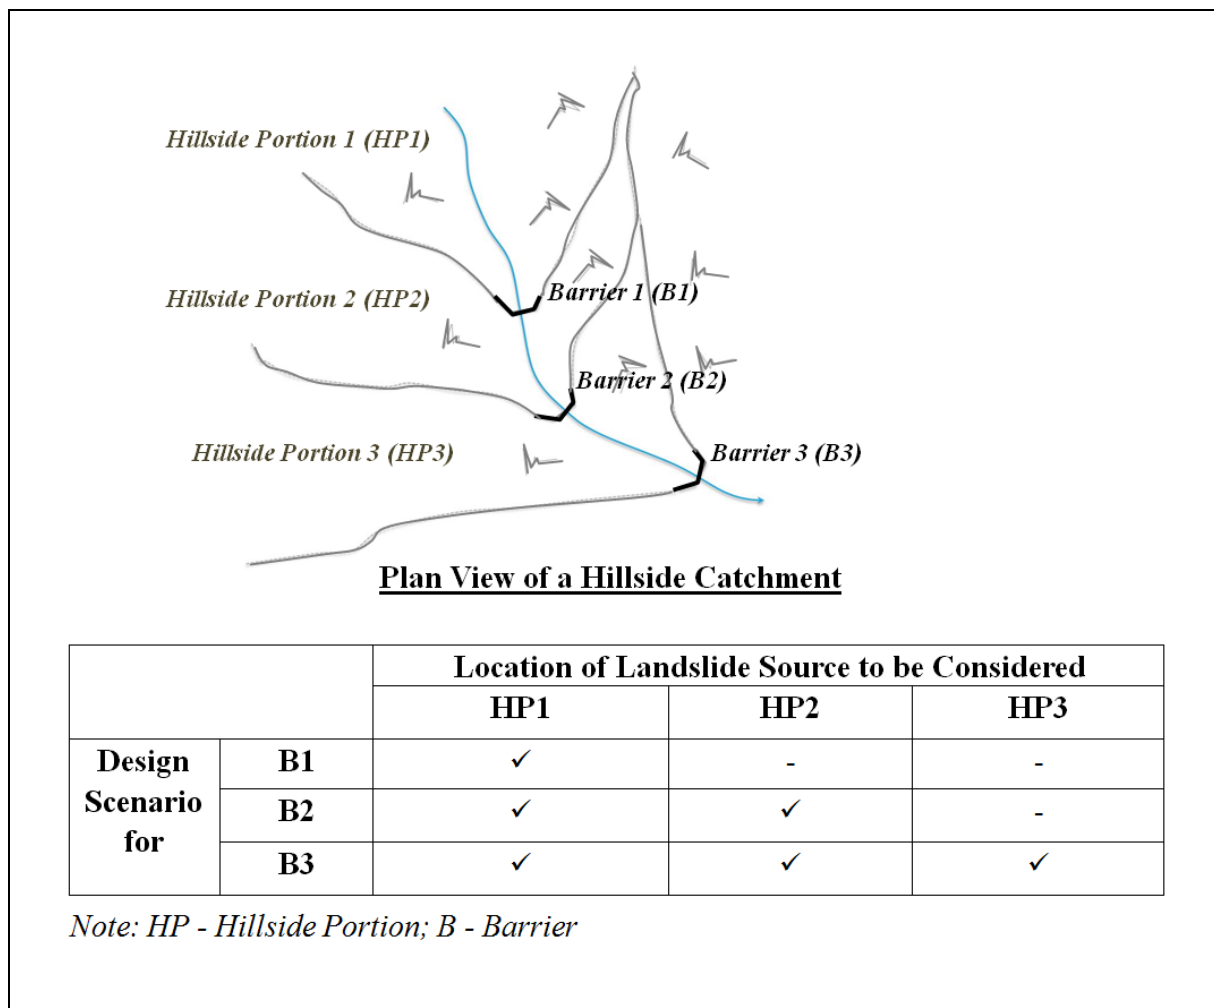 Hillside Portion 1 (HP1)
Hillside Portion 2 (HP2)
Barrier 1 (B1)
Barrier 2 (B2)
Hillside Portion 3 (HP3)
Barrier 3 (B3)
Plan View of a Hillside Catchment
Location of Landslide Source to be Considered
HP1 HP2 HP3
Design Scenario for
B1 ✓ - -
B2 ✓ ✓ -
B3 ✓ ✓ ✓
Note: HP - Hillside Portion; B - Barrier